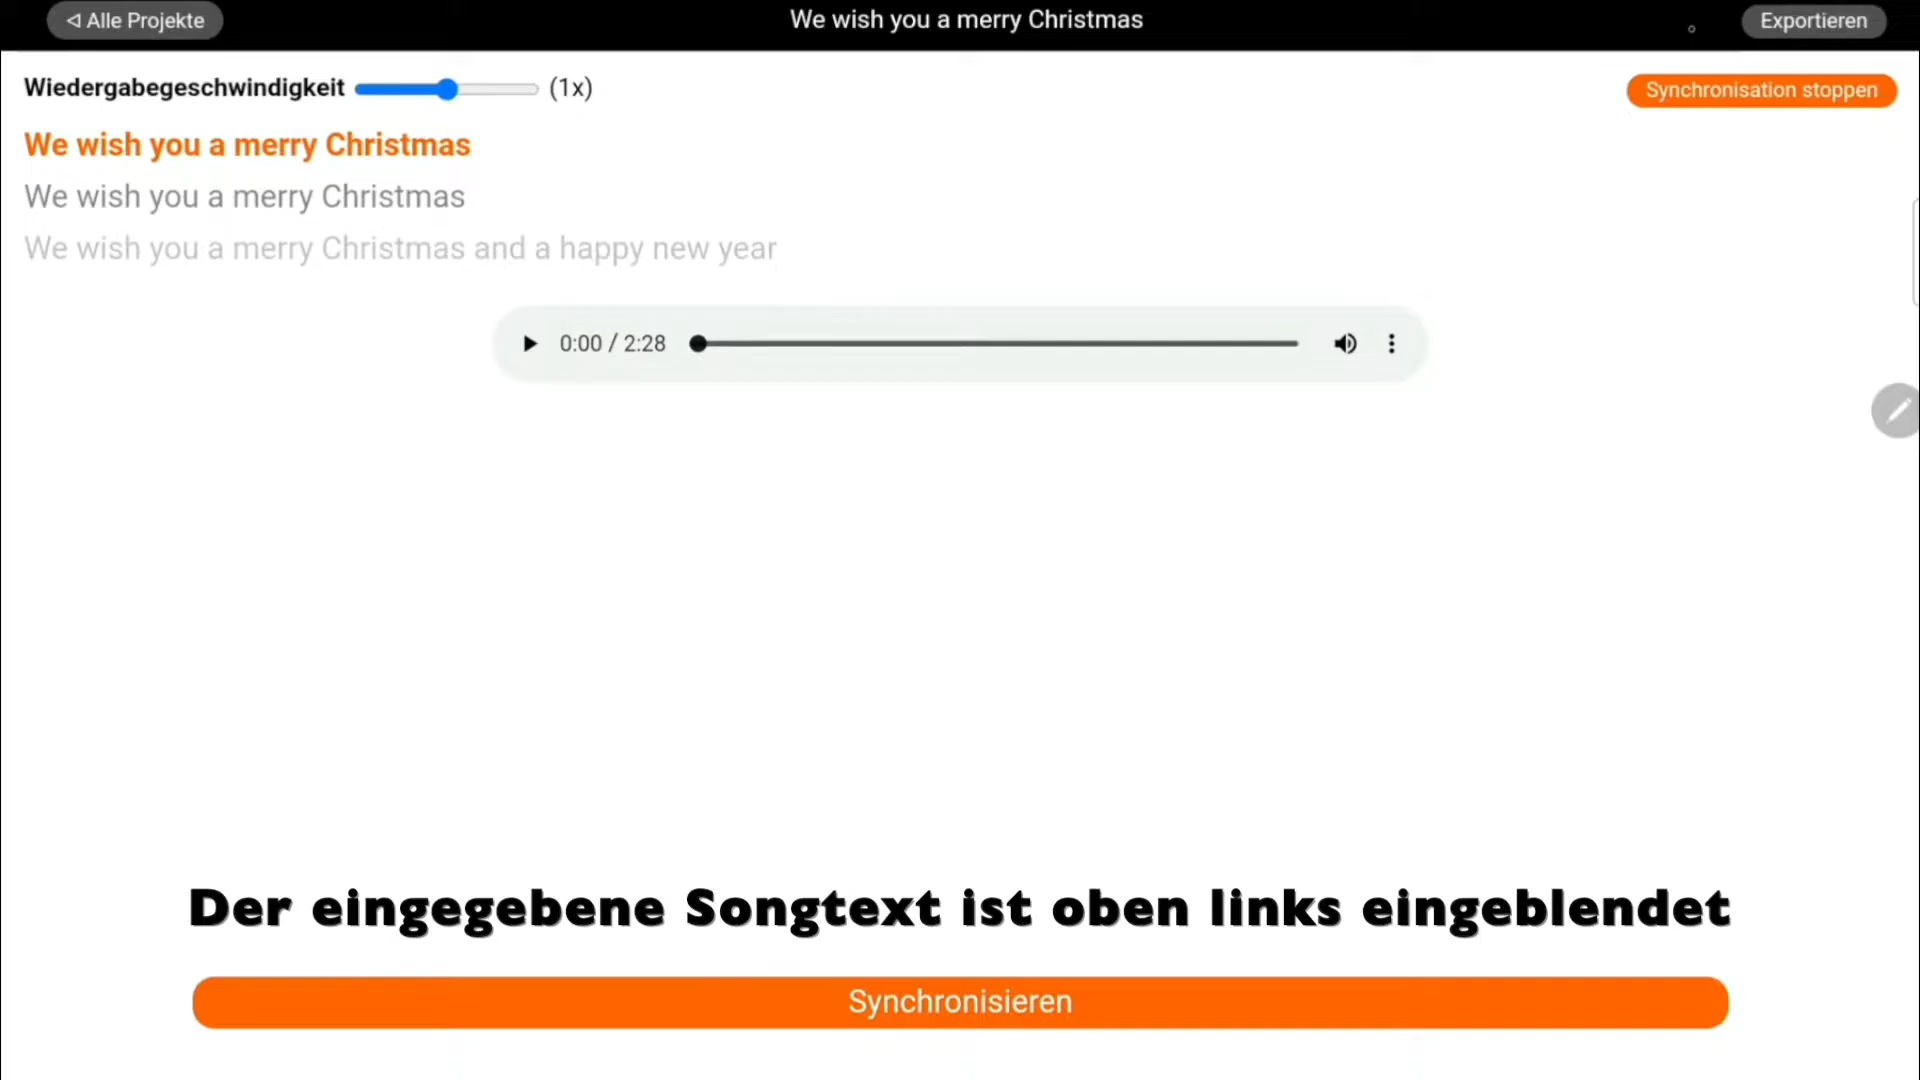 ◁ Alle Projekte
We wish you a merry Christmas
Exportieren
Wiedergabegeschwindigkeit (1x)
Synchronisation stoppen
We wish you a merry Christmas
We wish you a merry Christmas
We wish you a merry Christmas and a happy new year
0:00 / 2:28
Der eingegebene Songtext ist oben links eingeblendet
Synchronisieren